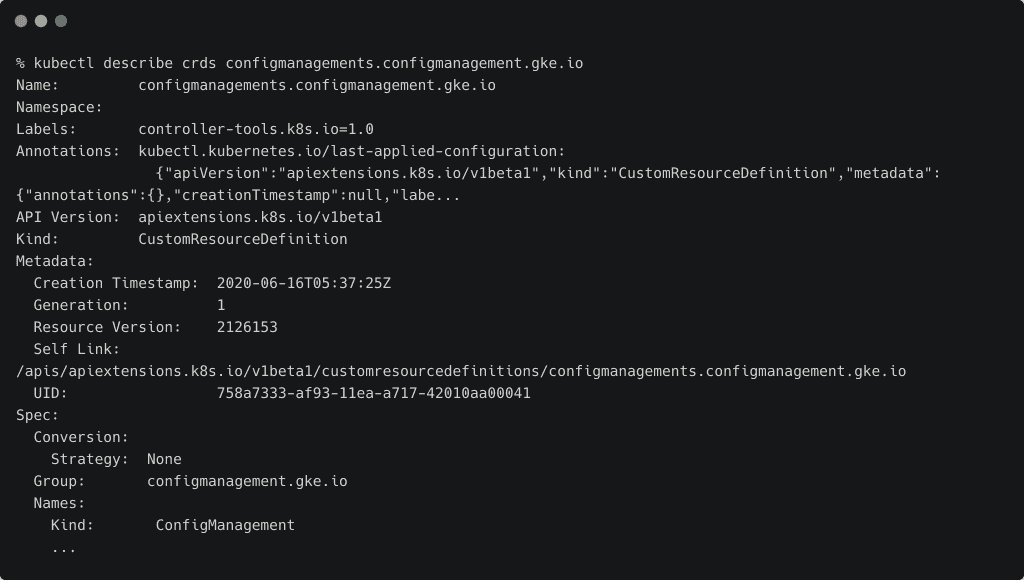 % kubectl describe crds configmanagements.configmanagement.gke.io
Name:         configmanagements.configmanagement.gke.io
Namespace:
Labels:       controller-tools.k8s.io=1.0
Annotations:  kubectl.kubernetes.io/last-applied-configuration:
                {"apiVersion":"apiextensions.k8s.io/v1beta1","kind":"CustomResourceDefinition","metadata":
{"annotations":{},"creationTimestamp":null,"labe...
API Version:  apiextensions.k8s.io/v1beta1
Kind:         CustomResourceDefinition
Metadata:
  Creation Timestamp:  2020-06-16T05:37:25Z
  Generation:          1
  Resource Version:    2126153
  Self Link:
/apis/apiextensions.k8s.io/v1beta1/customresourcedefinitions/configmanagements.configmanagement.gke.io
  UID:                 758a7333-af93-11ea-a717-42010aa00041
Spec:
  Conversion:
    Strategy:  None
  Group:       configmanagement.gke.io
  Names:
    Kind:       ConfigManagement
    ...